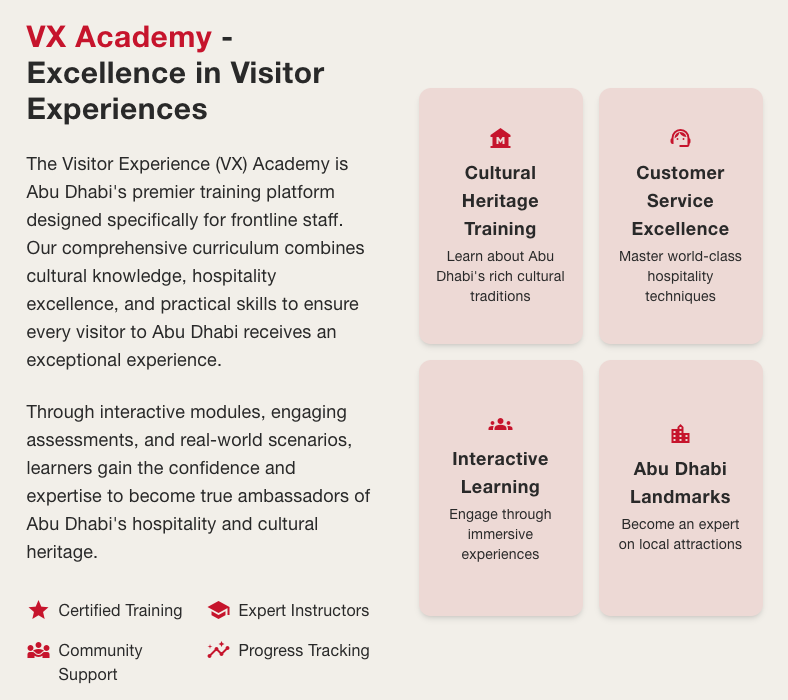 VX Academy -
Excellence in Visitor
Experiences
The Visitor Experience (VX) Academy is
Abu Dhabi's premier training platform
designed specifically for frontline staff.
Our comprehensive curriculum combines
cultural knowledge, hospitality
excellence, and practical skills to ensure
every visitor to Abu Dhabi receives an
exceptional experience.
Through interactive modules, engaging
assessments, and real-world scenarios,
learners gain the confidence and
expertise to become true ambassadors of
Abu Dhabi's hospitality and cultural
heritage.
Certified Training
Expert Instructors
Community
Support
Progress Tracking
Cultural
Heritage
Training
Learn about Abu
Dhabi's rich cultural
traditions
Customer
Service
Excellence
Master world-class
hospitality
techniques
Interactive
Learning
Engage through
immersive
experiences
Abu Dhabi
Landmarks
Become an expert
on local attractions